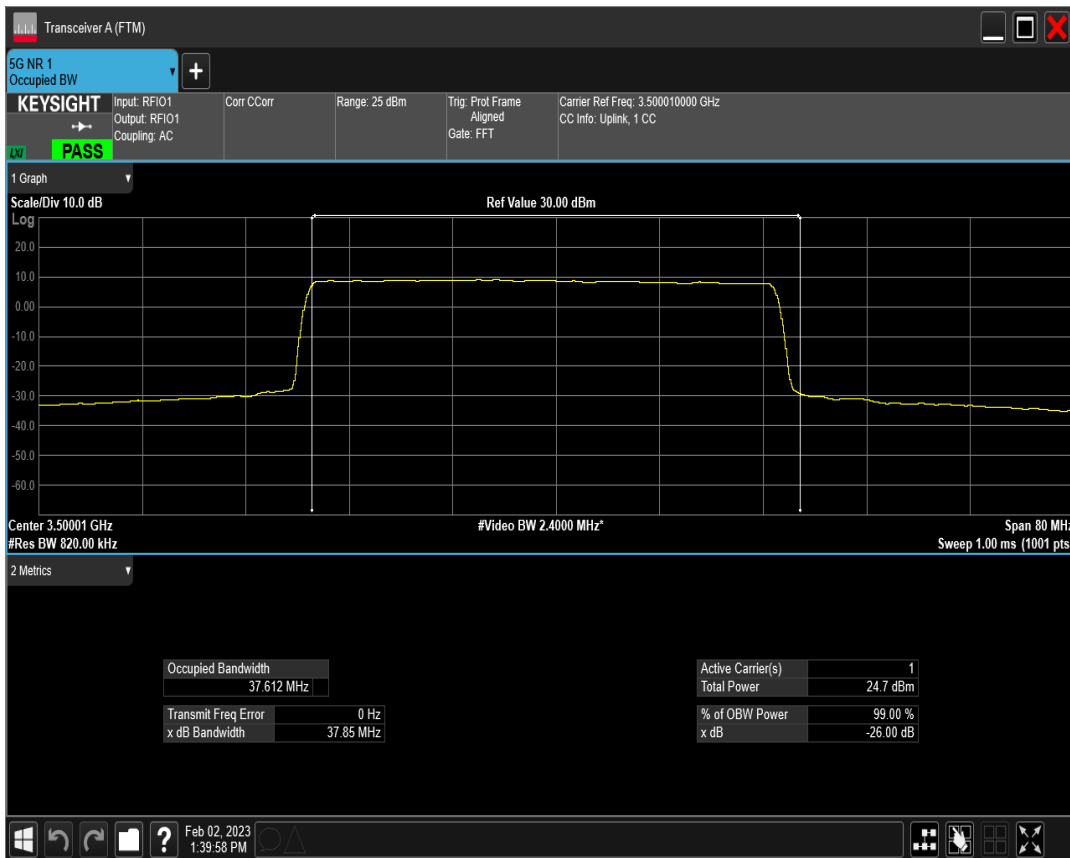 Transceiver A (FTM)
5G NR 1
Occupied BW
+
KEYSIGHT
LXI
PASS
Input: RFIO1
Output: RFIO1
Coupling: AC
Corr CCorr
Range: 25 dBm
Trig: Prot Frame
Aligned
Gate: FFT
Carrier Ref Freq: 3.500010000 GHz
CC Info: Uplink, 1 CC
1 Graph
Scale/Div 10.0 dB
Ref Value 30.00 dBm
Log
20.0
10.0
0.00
-10.0
-20.0
-30.0
-40.0
-50.0
-60.0
Center 3.50001 GHz
#Video BW 2.4000 MHz*
Span 80 MHz
#Res BW 820.00 kHz
Sweep 1.00 ms (1001 pts
2 Metrics
Occupied Bandwidth
37.612 MHz
Transmit Freq Error 0 Hz
x dB Bandwidth 37.85 MHz
Active Carrier(s) 1
Total Power 24.7 dBm
% of OBW Power 99.00 %
x dB -26.00 dB
?
Feb 02, 2023
1:39:58 PM